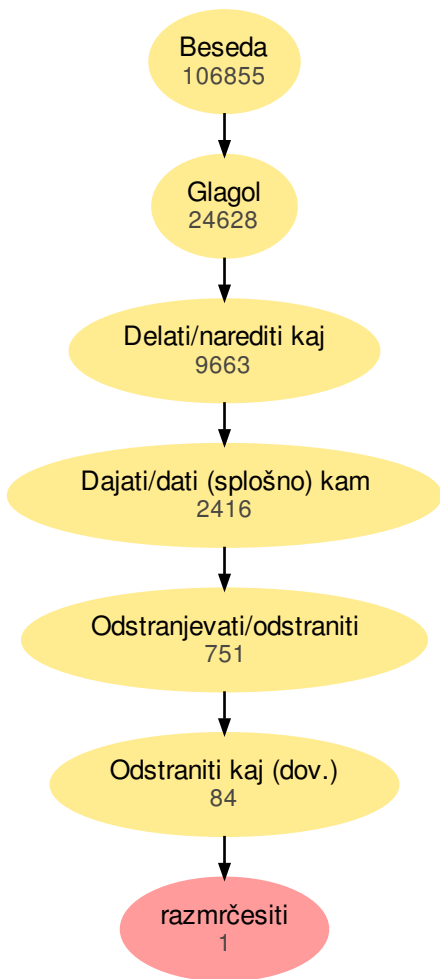 Beseda
106855
Glagol
24628
Delati/narediti kaj
9663
Dajati/dati (splošno) kam
2416
Odstranjevati/odstraniti
751
Odstraniti kaj (dov.)
84
razmrčesiti
1